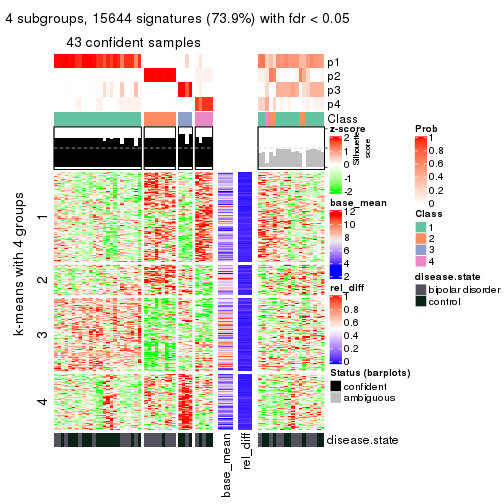 4 subgroups, 15644 signatures (73.9%) with fdr < 0.05
43 confident samples
p1
p2
p3
p4
Class
Silhouette
score
k-means with 4 groups
1
2
3
4
base_mean
rel_diff
disease.state
z-score
2
1
0
-1
-2
base_mean
12
10
8
6
4
2
rel_diff
1
0.8
0.6
0.4
0.2
0
Status (barplots)
confident
ambiguous
Prob
1
0.8
0.6
0.4
0.2
0
Class
1
2
3
4
disease.state
bipolar disorder
control